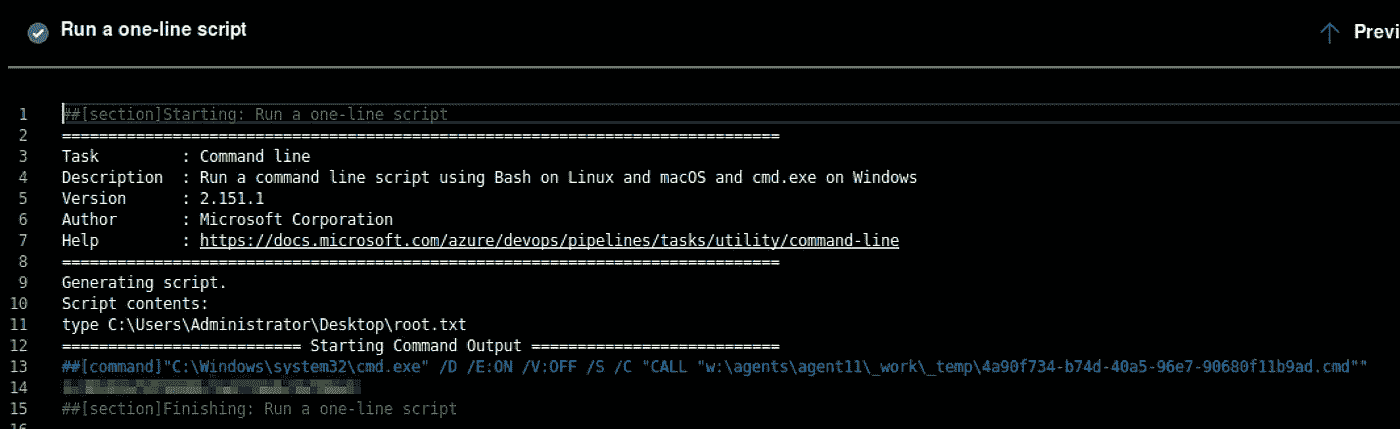 Run a one-line script
Previ
1 ##[section]Starting: Run a one-line script
2 ==============================================================================
3 Task         : Command line
4 Description  : Run a command line script using Bash on Linux and macOS and cmd.exe on Windows
5 Version      : 2.151.1
6 Author       : Microsoft Corporation
7 Help         : https://docs.microsoft.com/azure/devops/pipelines/tasks/utility/command-line
8 ==============================================================================
9 Generating script.
10 Script contents:
11 type C:\Users\Administrator\Desktop\root.txt
12 ========================== Starting Command Output ===========================
13 ##[command]"C:\Windows\system32\cmd.exe" /D /E:ON /V:OFF /S /C "CALL "w:\agents\agent11\_work\_temp\4a90f734-b74d-40a5-96e7-90680f11b9ad.cmd""
14
15 ##[section]Finishing: Run a one-line script
16